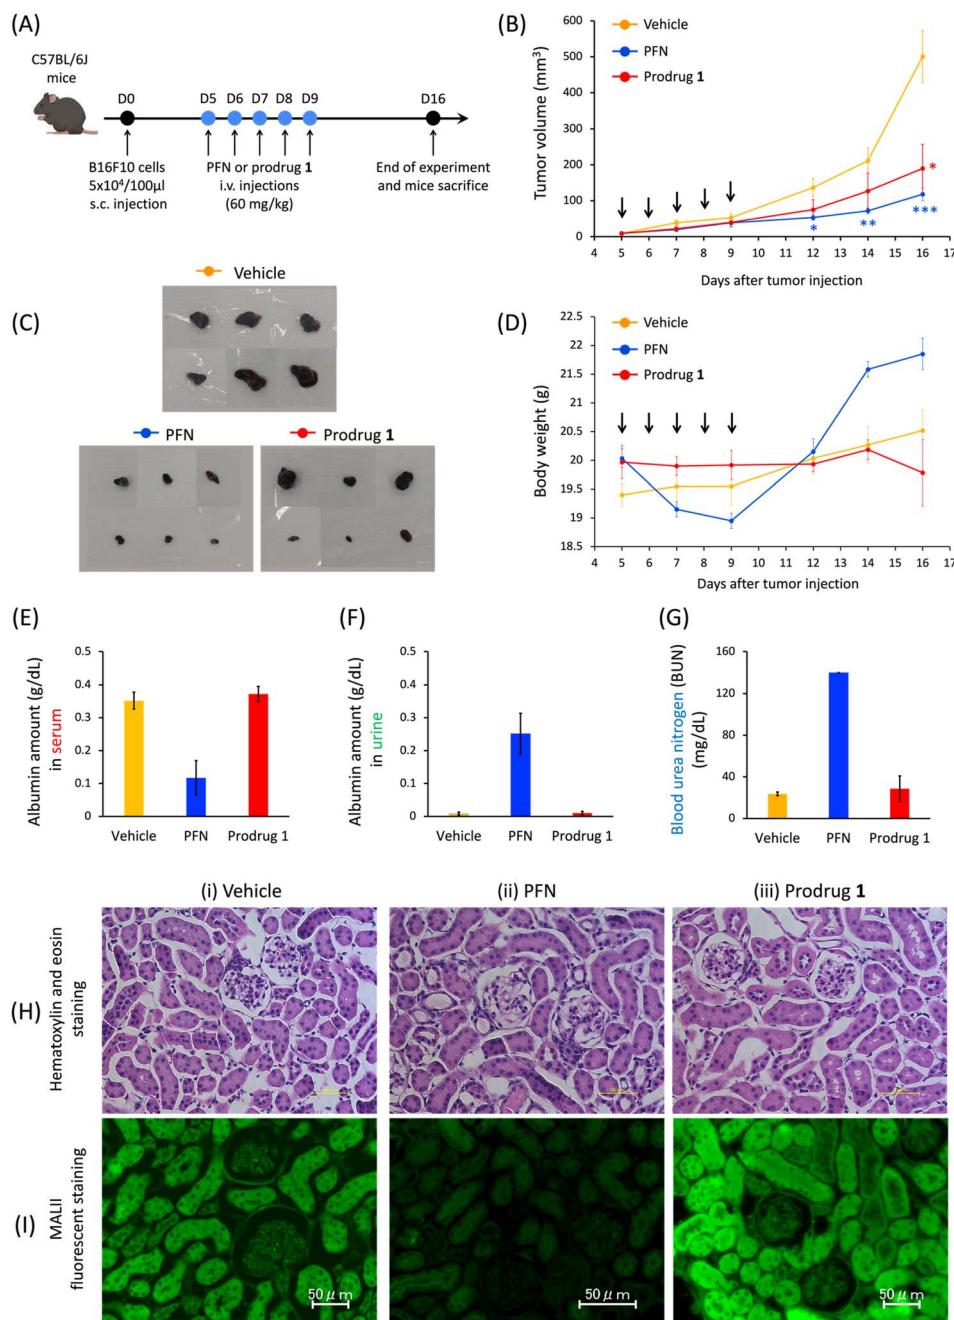 (A)
C57BL/6J
mice
D0 D5 D6 D7 D8 D9 D16
B16F10 cells
5x10⁴/100µl
s.c. injection
PFN or prodrug 1
i.v. injections
(60 mg/kg)
End of experiment
and mice sacrifice
(B)
Vehicle
PFN
Prodrug 1
Tumor volume (mm³)
600
500
400
300
200
100
0
*
**
***
*
4 5 6 7 8 9 10 11 12 13 14 15 16 17
Days after tumor injection
(C)
Vehicle
PFN
Prodrug 1
(D)
Vehicle
PFN
Prodrug 1
Body weight (g)
22.5
22
21.5
21
20.5
20
19.5
19
18.5
4 5 6 7 8 9 10 11 12 13 14 15 16 17
Days after tumor injection
(E)
Albumin amount (g/dL)
in serum
0.5
0.4
0.3
0.2
0.1
0
Vehicle PFN Prodrug 1
(F)
Albumin amount (g/dL)
in urine
0.5
0.4
0.3
0.2
0.1
0
Vehicle PFN Prodrug 1
(G)
Blood urea nitrogen (BUN)
(mg/dL)
160
120
80
40
0
Vehicle PFN Prodrug 1
(i) Vehicle (ii) PFN (iii) Prodrug 1
(H)
Hematoxylin and eosin
staining
(I)
MALII
fluorescent staining
50 µm 50 µm 50 µm